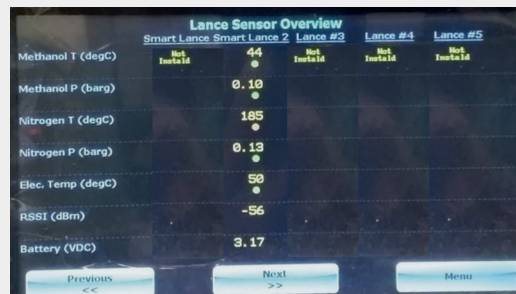 Lance Sensor Overview
Smart Lance Smart Lance 2 Lance #3 Lance #4 Lance #5
Methanol T (degC) Not Instald 44 Not Instald Not Instald Not Instald
Methanol P (barg) 0.10
Nitrogen T (degC) 185
Nitrogen P (barg) 0.13
Elec. Temp (degC) 50
RSSI (dBm) -56
Battery (VDC) 3.17
Previous Next Menu
<< >>